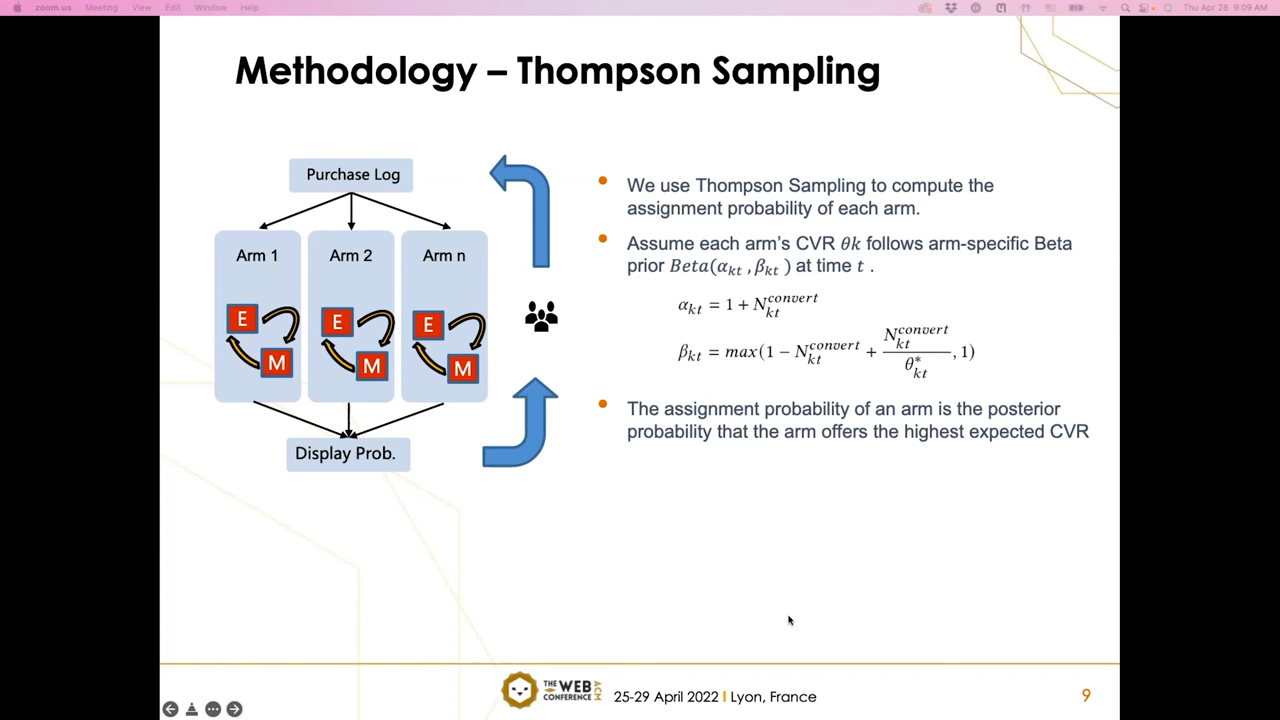 zoom.us Meeting View Edit Window Help Thu Apr 28 9:09 AM
Methodology – Thompson Sampling
Purchase Log
Arm 1 Arm 2 Arm n
E E E
M M M
Display Prob.
We use Thompson Sampling to compute the
assignment probability of each arm.
Assume each arm's CVR θk follows arm-specific Beta
prior Beta(α_kt , β_kt ) at time t .
α_kt = 1 + N_kt^convert
β_kt = max(1 − N_kt^convert + N_kt^convert / θ_kt^* , 1)
The assignment probability of an arm is the posterior
probability that the arm offers the highest expected CVR
THE WEB CONFERENCE ACM
25-29 April 2022 I Lyon, France
9